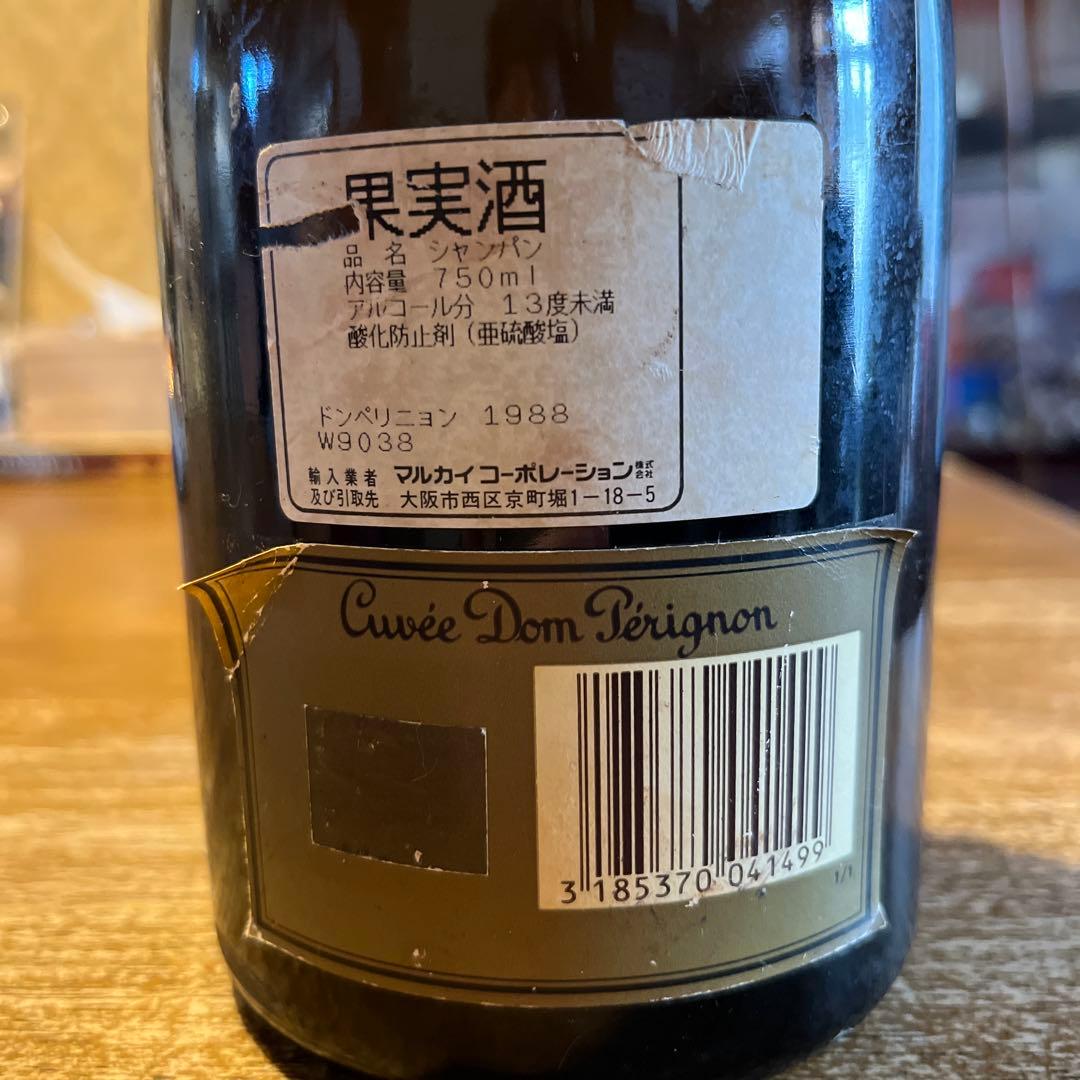 果実酒
品 名 シャンパン
内容量 750ml
アルコール分 13度未満
酸化防止剤（亜硫酸塩）
ドンペリニョン 1988
W9038
輸入業者 マルカイコーポレーション株式会社
及び引取先 大阪市西区京町堀1-18-5
Cuvée Dom Pérignon
3 185370 041499
1/1